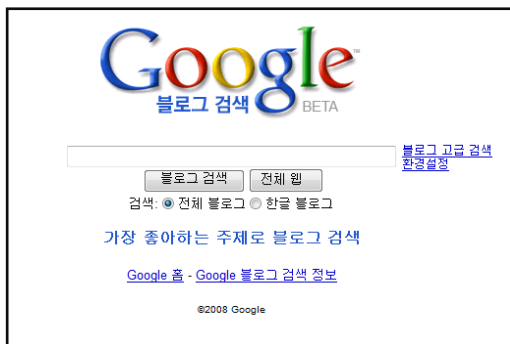 Google™
블로그 검색 BETA
블로그 고급 검색
환경설정
블로그 검색 전체 웹
검색: 전체 블로그 한글 블로그
가장 좋아하는 주제로 블로그 검색
Google 홈 - Google 블로그 검색 정보
©2008 Google